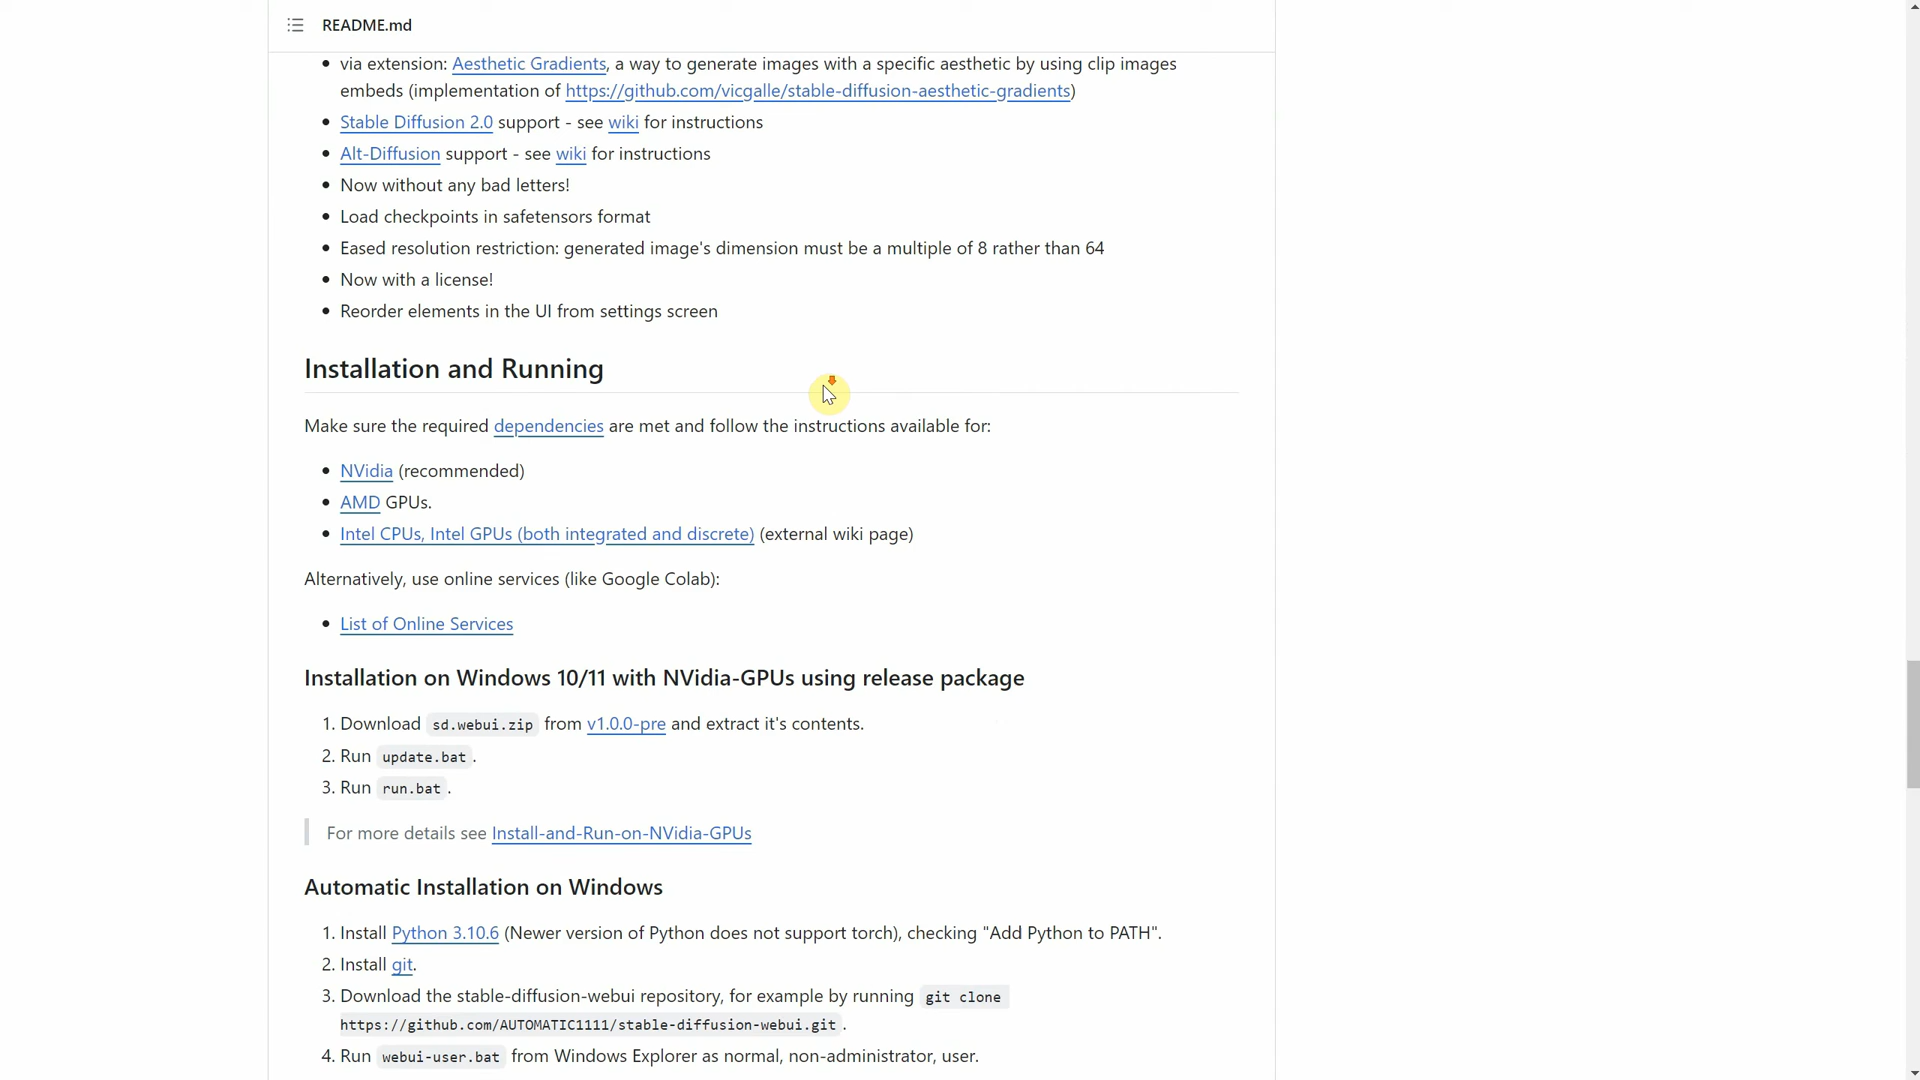 README.md
via extension: Aesthetic Gradients, a way to generate images with a specific aesthetic by using clip images
embeds (implementation of https://github.com/vicgalle/stable-diffusion-aesthetic-gradients)
Stable Diffusion 2.0 support - see wiki for instructions
Alt-Diffusion support - see wiki for instructions
Now without any bad letters!
Load checkpoints in safetensors format
Eased resolution restriction: generated image's dimension must be a multiple of 8 rather than 64
Now with a license!
Reorder elements in the UI from settings screen
Installation and Running
Make sure the required dependencies are met and follow the instructions available for:
NVidia (recommended)
AMD GPUs.
Intel CPUs, Intel GPUs (both integrated and discrete) (external wiki page)
Alternatively, use online services (like Google Colab):
List of Online Services
Installation on Windows 10/11 with NVidia-GPUs using release package
1. Download sd.webui.zip from v1.0.0-pre and extract it's contents.
2. Run update.bat.
3. Run run.bat.
For more details see Install-and-Run-on-NVidia-GPUs
Automatic Installation on Windows
1. Install Python 3.10.6 (Newer version of Python does not support torch), checking "Add Python to PATH".
2. Install git.
3. Download the stable-diffusion-webui repository, for example by running git clone
https://github.com/AUTOMATIC1111/stable-diffusion-webui.git.
4. Run webui-user.bat from Windows Explorer as normal, non-administrator, user.